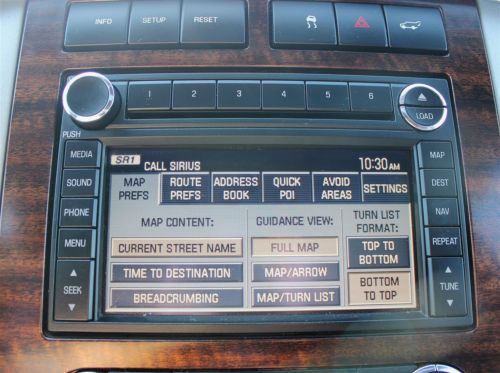 INFO SETUP RESET
1 2 3 4 5 6
LOAD
PUSH
MEDIA
SOUND
PHONE
MENU
SEEK
MAP
DEST
NAV
REPEAT
TUNE
SR1 CALL SIRIUS 10:30 AM
MAP PREFS
ROUTE PREFS
ADDRESS BOOK
QUICK POI
AVOID AREAS
SETTINGS
MAP CONTENT:
CURRENT STREET NAME
TIME TO DESTINATION
BREADCRUMBING
GUIDANCE VIEW:
FULL MAP
MAP/ARROW
MAP/TURN LIST
TURN LIST
FORMAT:
TOP TO
BOTTOM
BOTTOM
TO TOP